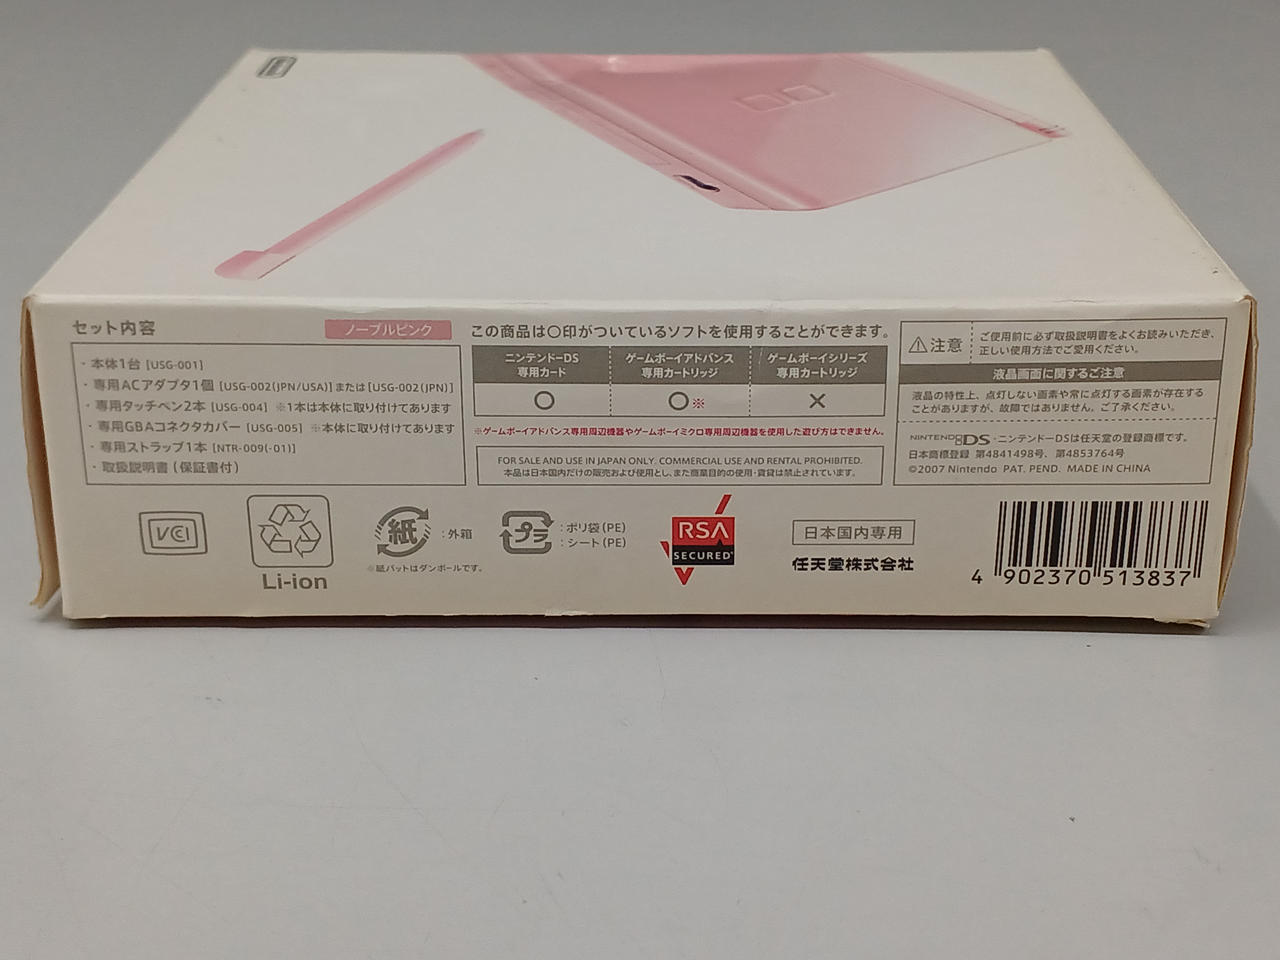 セット内容
ノーブルピンク
・本体1台 [USG-001]
・専用ACアダプタ1個 [USG-002(JPN/USA)] または [USG-002(JPN)]
・専用タッチペン2本 [USG-004] ※1本は本体に取り付けてあります
・専用GBAコネクタカバー [USG-005] ※本体に取り付けてあります
・専用ストラップ1本 [NTR-009(-01)]
・取扱説明書(保証書付)
この商品は〇印がついているソフトを使用することができます。
ニンテンドーDS
専用カード
ゲームボーイアドバンス
専用カートリッジ
ゲームボーイシリーズ
専用カートリッジ
〇
〇※
×
※ゲームボーイアドバンス専用周辺機器やゲームボーイミクロ専用周辺機器を使用した遊び方はできません。
FOR SALE AND USE IN JAPAN ONLY. COMMERCIAL USE AND RENTAL PROHIBITED.
本品は日本国内だけの販売および使用とし、また商業目的の使用・賃貸は禁止されています。
⚠注意
ご使用前に必ず取扱説明書をよくお読みいただき、
正しい使用方法でご愛用ください。
液晶画面に関するご注意
液晶の特性上、点灯しない画素や常に点灯する画素が存在する
ことがありますが、故障ではありません。ご了承ください。
NINTENDO DS・ニンテンドーDSは任天堂の登録商標です。
日本商標登録 第4841498号、第4853764号
©2007 Nintendo PAT. PEND. MADE IN CHINA
VCCI
Li-ion
紙
:外箱
※紙パットはダンボールです。
プラ
:ポリ袋(PE)
:シート(PE)
RSA
SECURED
日本国内専用
任天堂株式会社
4 902370 513837